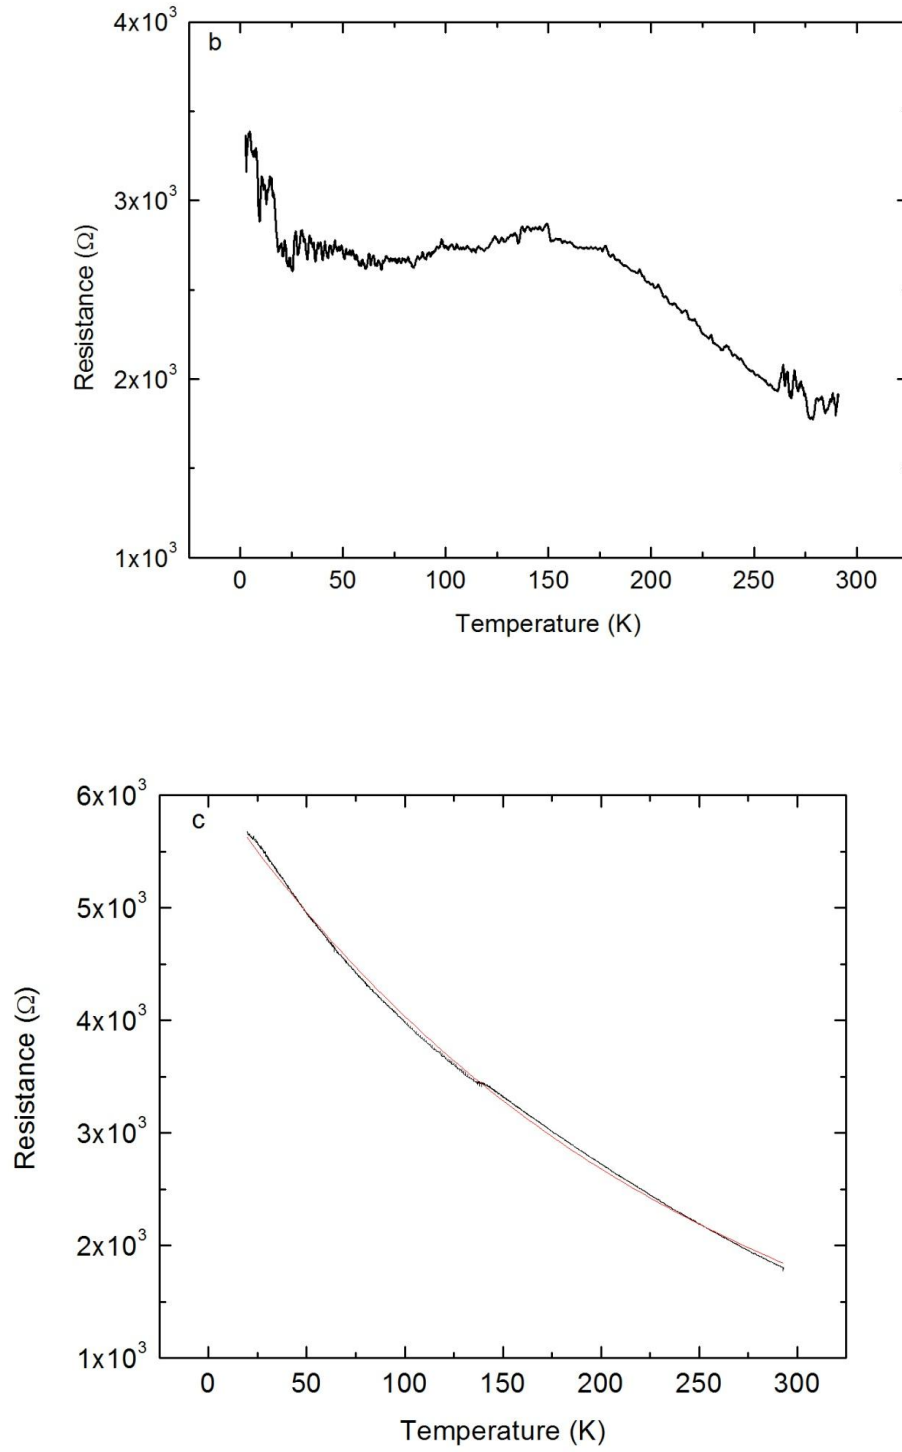 b
4x10³
3x10³
2x10³
1x10³
Resistance (Ω)
0 50 100 150 200 250 300
Temperature (K)
c
6x10³
5x10³
4x10³
3x10³
2x10³
1x10³
Resistance (Ω)
0 50 100 150 200 250 300
Temperature (K)